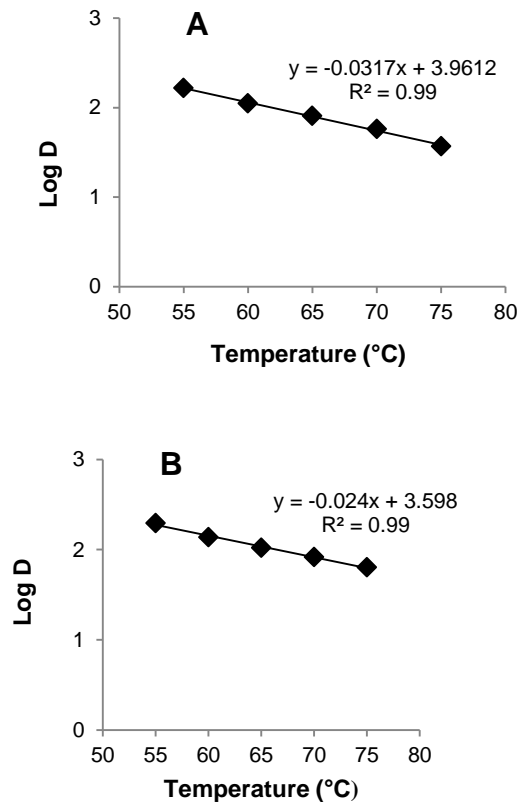 A
y = -0.0317x + 3.9612
R² = 0.99
3
2
1
0
Log D
50 55 60 65 70 75 80
Temperature (°C)
B
y = -0.024x + 3.598
R² = 0.99
3
2
1
0
Log D
50 55 60 65 70 75 80
Temperature (°C)